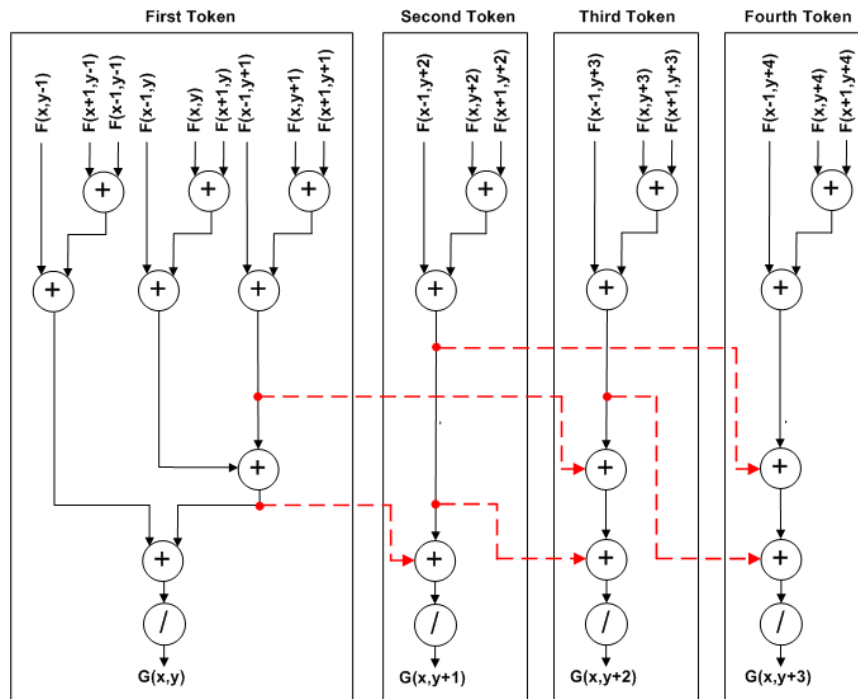 First Token
Second Token
Third Token
Fourth Token
F(x,y-1)
F(x+1,y-1)
F(x-1,y-1)
F(x-1,y)
F(x,y)
F(x+1,y)
F(x-1,y+1)
F(x,y+1)
F(x+1,y+1)
F(x-1,y+2)
F(x,y+2)
F(x+1,y+2)
F(x-1,y+3)
F(x,y+3)
F(x+1,y+3)
F(x-1,y+4)
F(x,y+4)
F(x+1,y+4)
+ + + + + +
+ + + + + +
+ + +
+ + + +
/ / / /
G(x,y)
G(x,y+1)
G(x,y+2)
G(x,y+3)